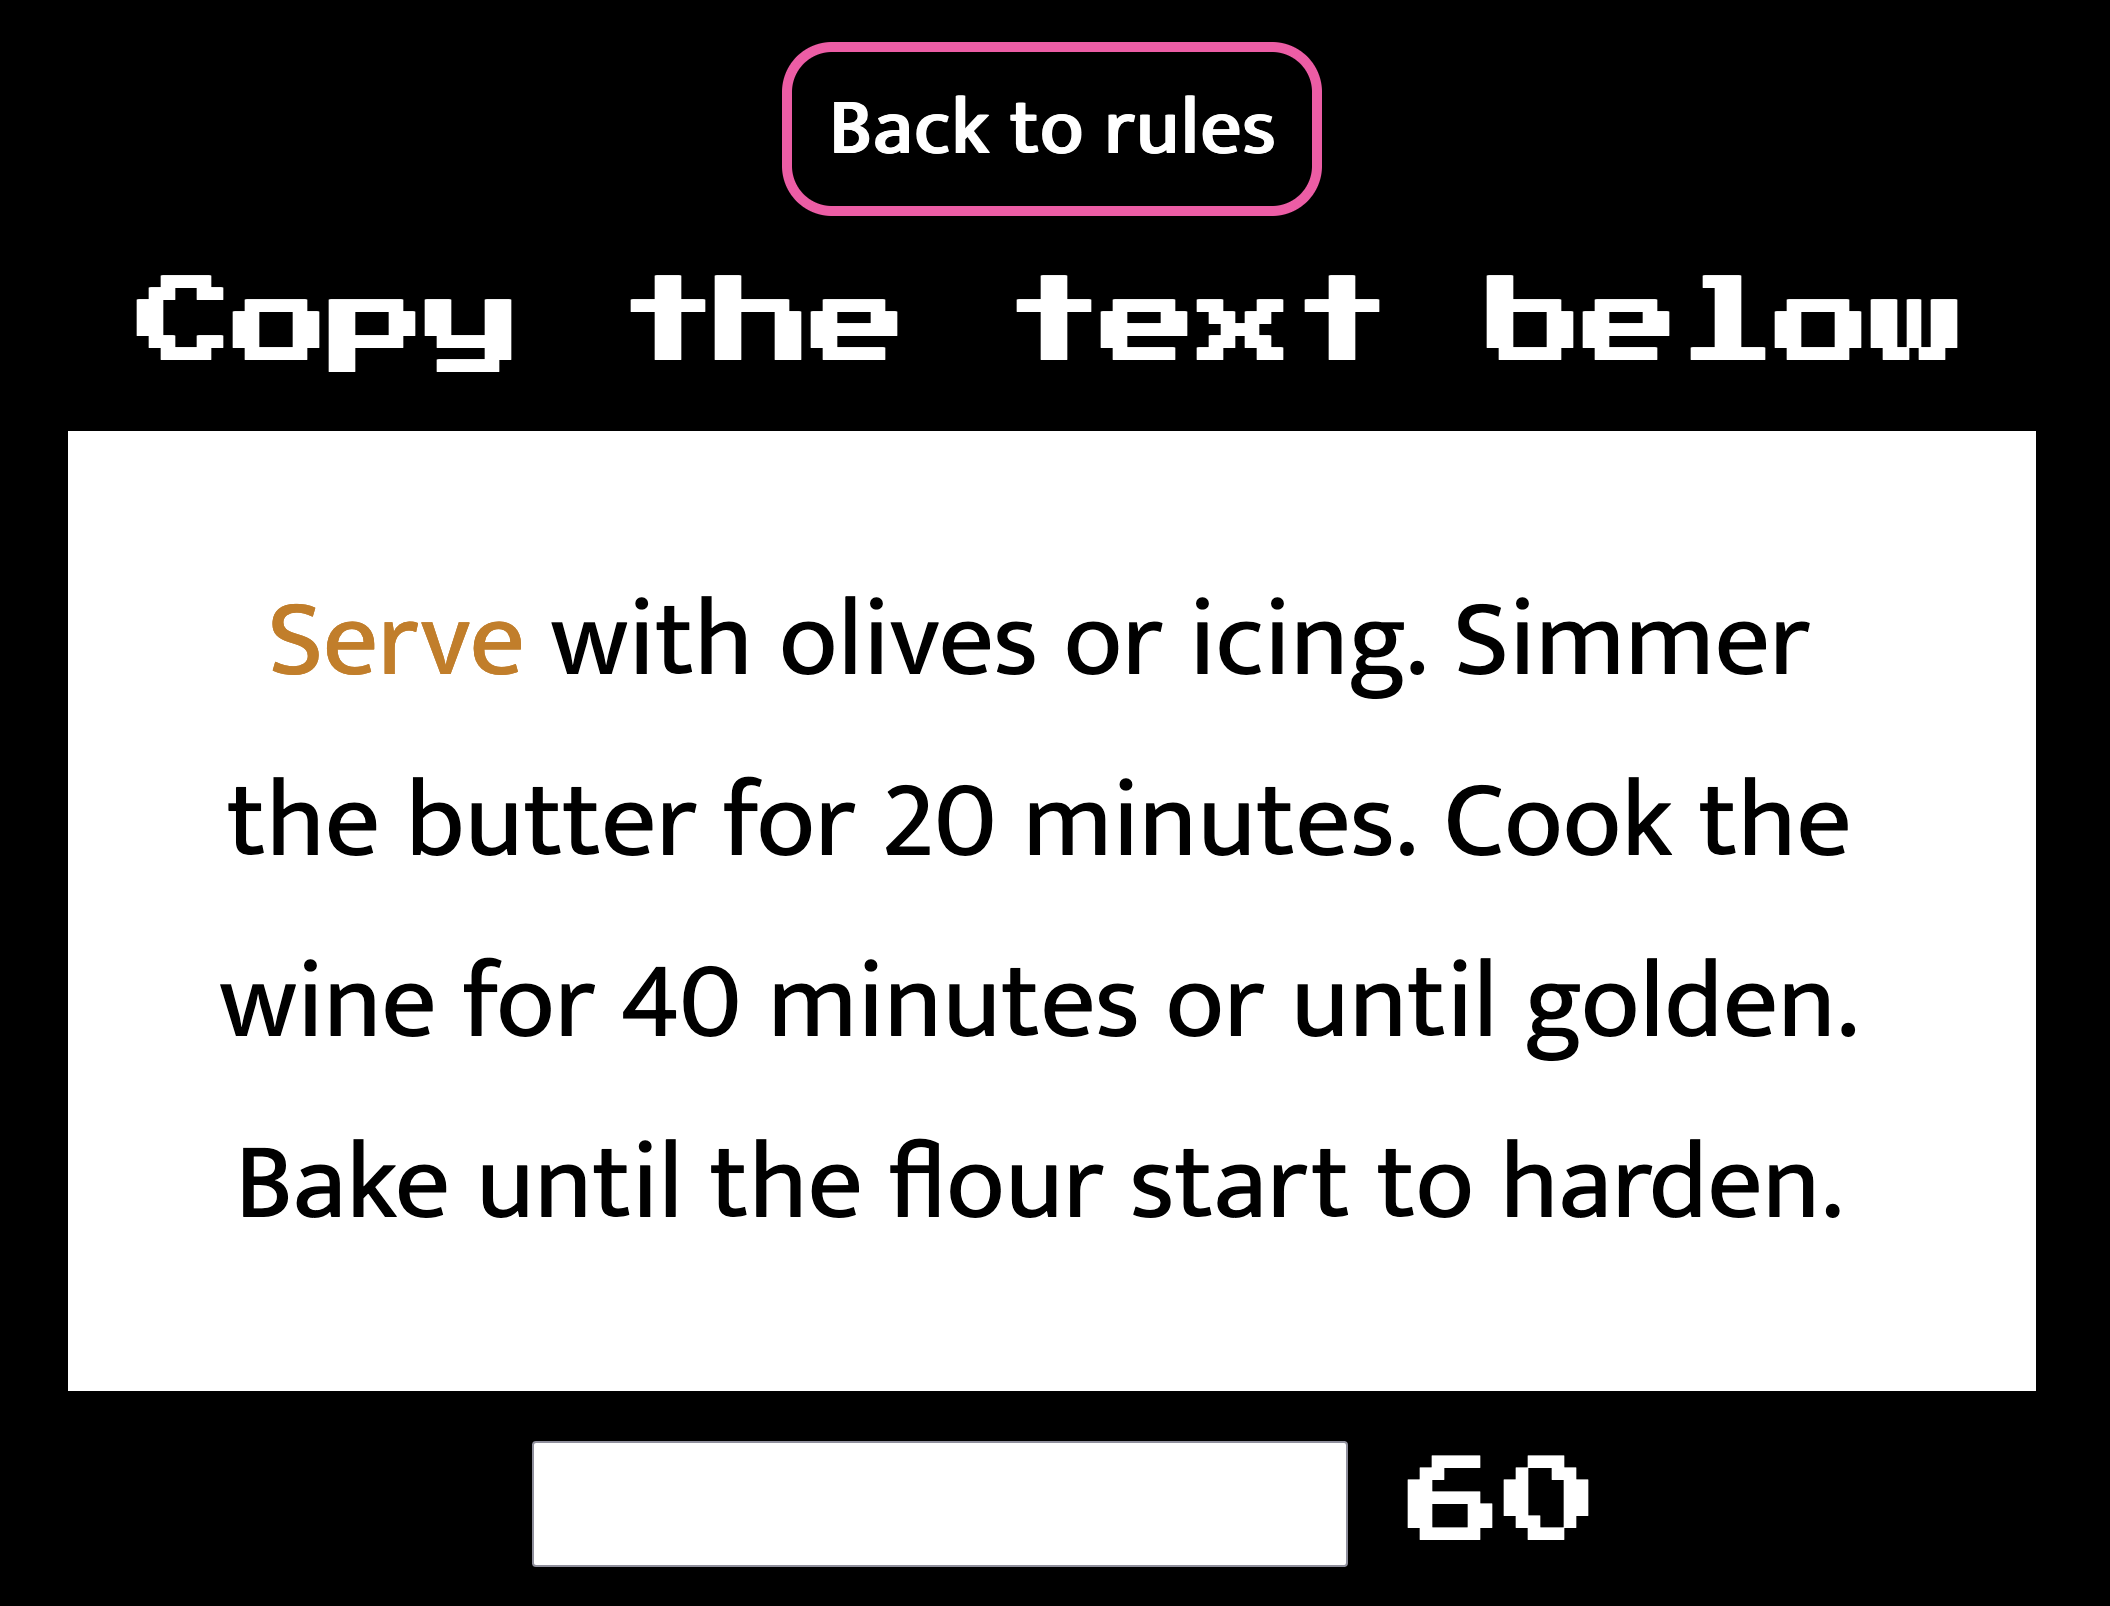 Back to rules
Copy the text below
Serve with olives or icing. Simmer
the butter for 20 minutes. Cook the
wine for 40 minutes or until golden.
Bake until the flour start to harden.
60